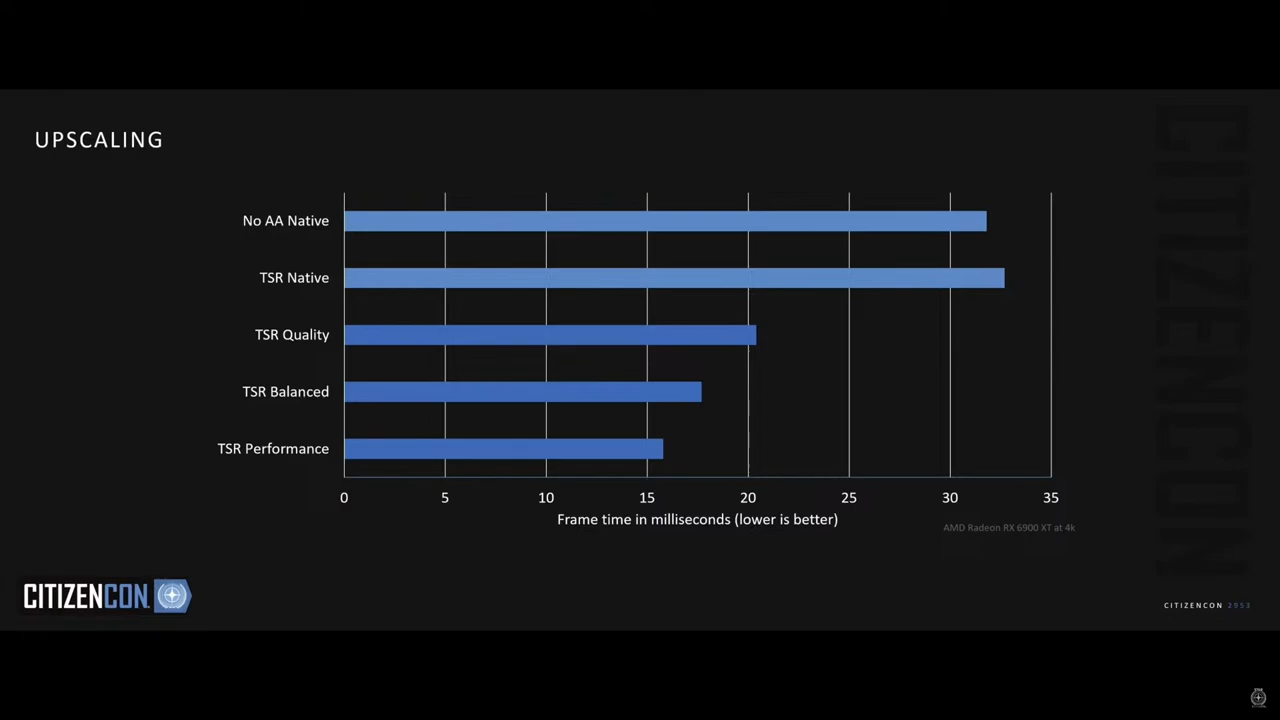 UPSCALING
No AA Native
TSR Native
TSR Quality
TSR Balanced
TSR Performance
0 5 10 15 20 25 30 35
Frame time in milliseconds (lower is better)
AMD Radeon RX 6900 XT at 4k
CITIZENCON
CITIZENCON
CITIZENCON 2953